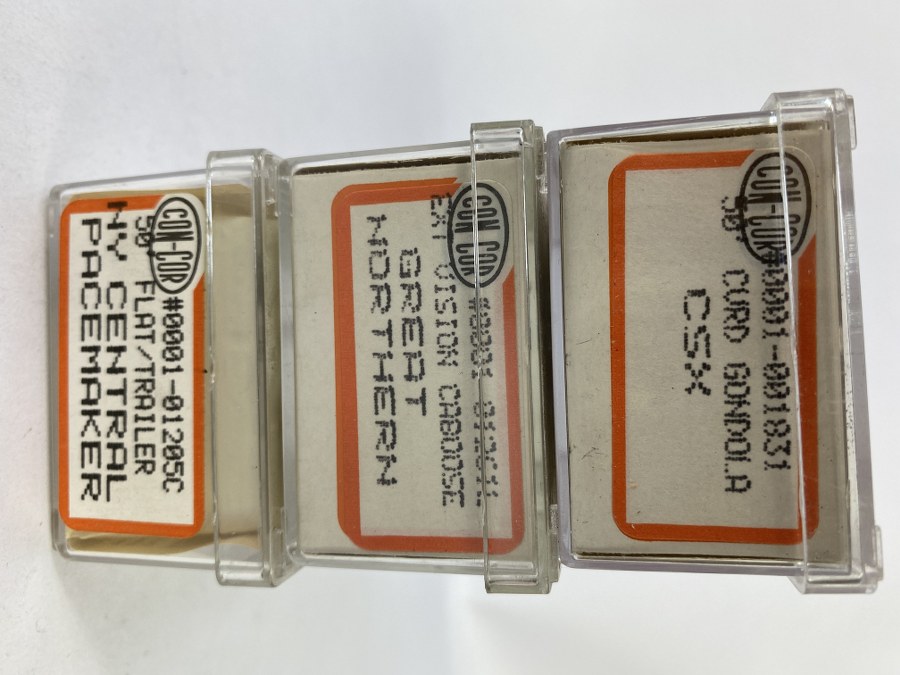 CON-COR
#0001-01205C
50' FLAT/TRAILER
NY CENTRAL
PACEMAKER
CON COR
EXT VISION CABOOSE
GREAT
NORTHERN
CON-COR
#0001-001831
50' CVRD GONDOLA
CSX